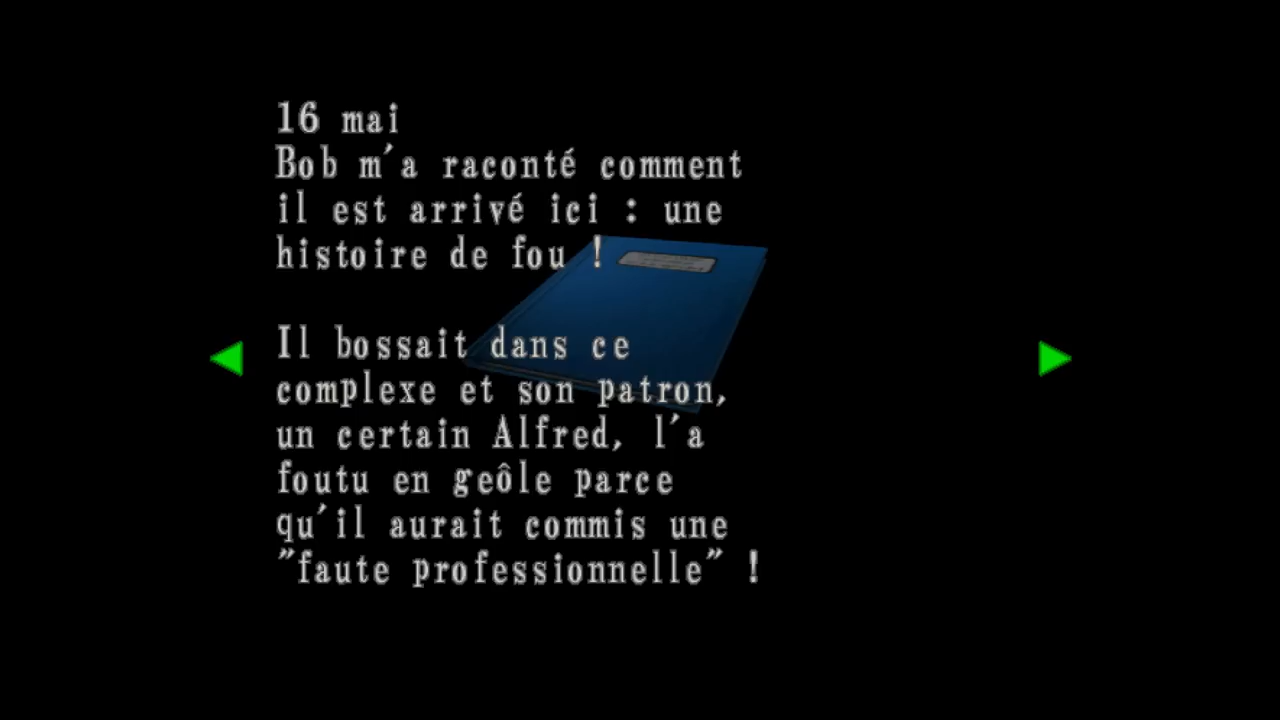 16 mai
Bob m'a raconté comment
il est arrivé ici : une
histoire de fou !
Il bossait dans ce
complexe et son patron,
un certain Alfred, l'a
foutu en geôle parce
qu'il aurait commis une
"faute professionnelle" !